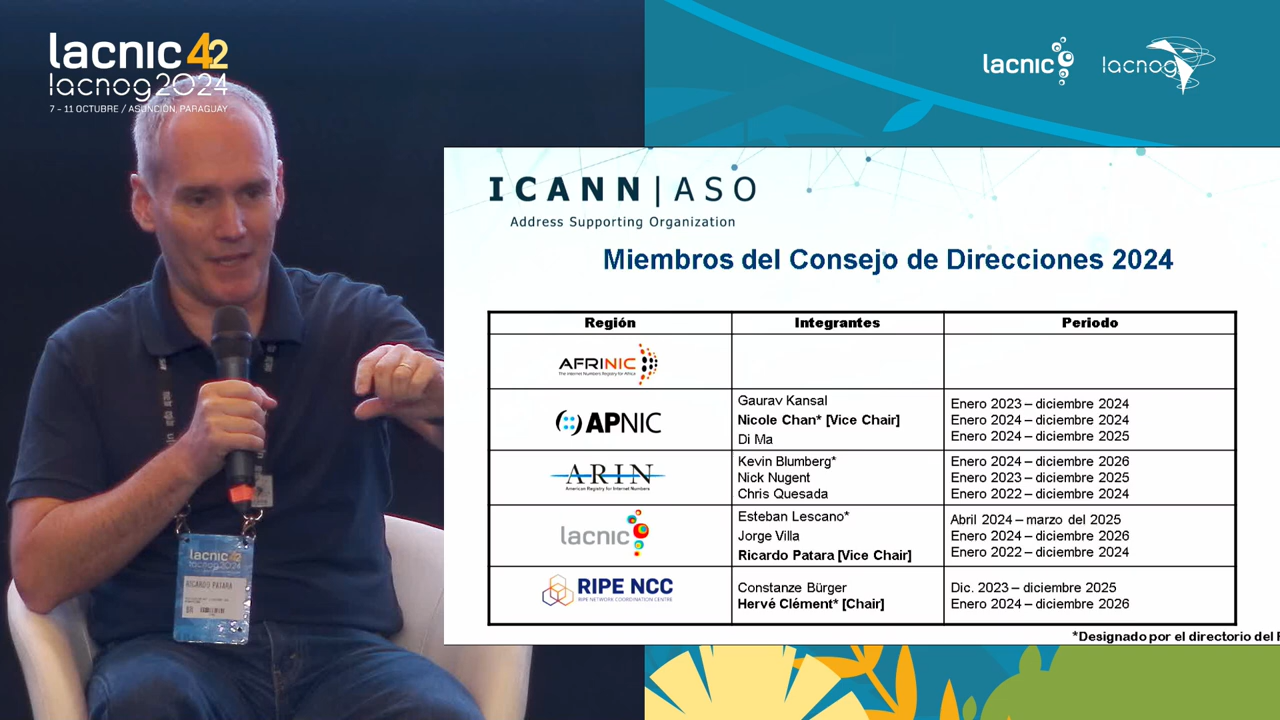 lacnic 42
lacnog2024
7 - 11 OCTUBRE / ASUNCIÓN, PARAGUAY
lacnic
lacnog
ICANN|ASO
Address Supporting Organization
Miembros del Consejo de Direcciones 2024
Región Integrantes Periodo
AFRINIC
The Internet Numbers Registry for Africa
APNIC
Gaurav Kansal Enero 2023 – diciembre 2024
Nicole Chan* [Vice Chair] Enero 2024 – diciembre 2024
Di Ma Enero 2024 – diciembre 2025
ARIN
American Registry for Internet Numbers
Kevin Blumberg* Enero 2024 – diciembre 2026
Nick Nugent Enero 2023 – diciembre 2025
Chris Quesada Enero 2022 – diciembre 2024
lacnic
Esteban Lescano* Abril 2024 – marzo del 2025
Jorge Villa Enero 2024 – diciembre 2026
Ricardo Patara [Vice Chair] Enero 2022 – diciembre 2024
RIPE NCC
RIPE NETWORK COORDINATION CENTRE
Constanze Bürger Dic. 2023 – diciembre 2025
Hervé Clément* [Chair] Enero 2024 – diciembre 2026
*Designado por el directorio del
lacnic 42
lacnog2024
RICARDO PATARA